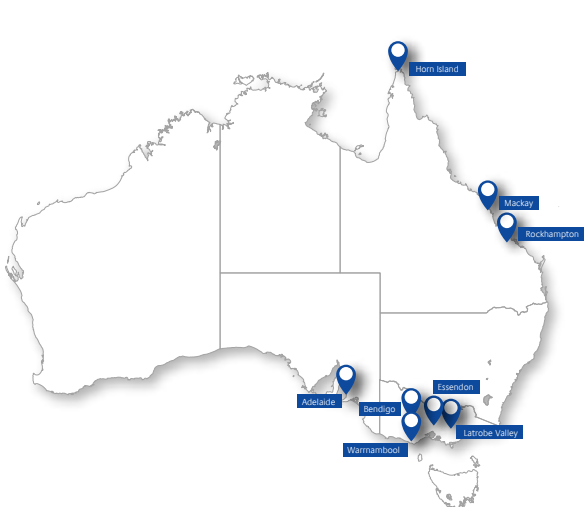 Horn Island
Mackay
Rockhampton
Essendon
Adelaide
Bendigo
Latrobe Valley
Warrnambool